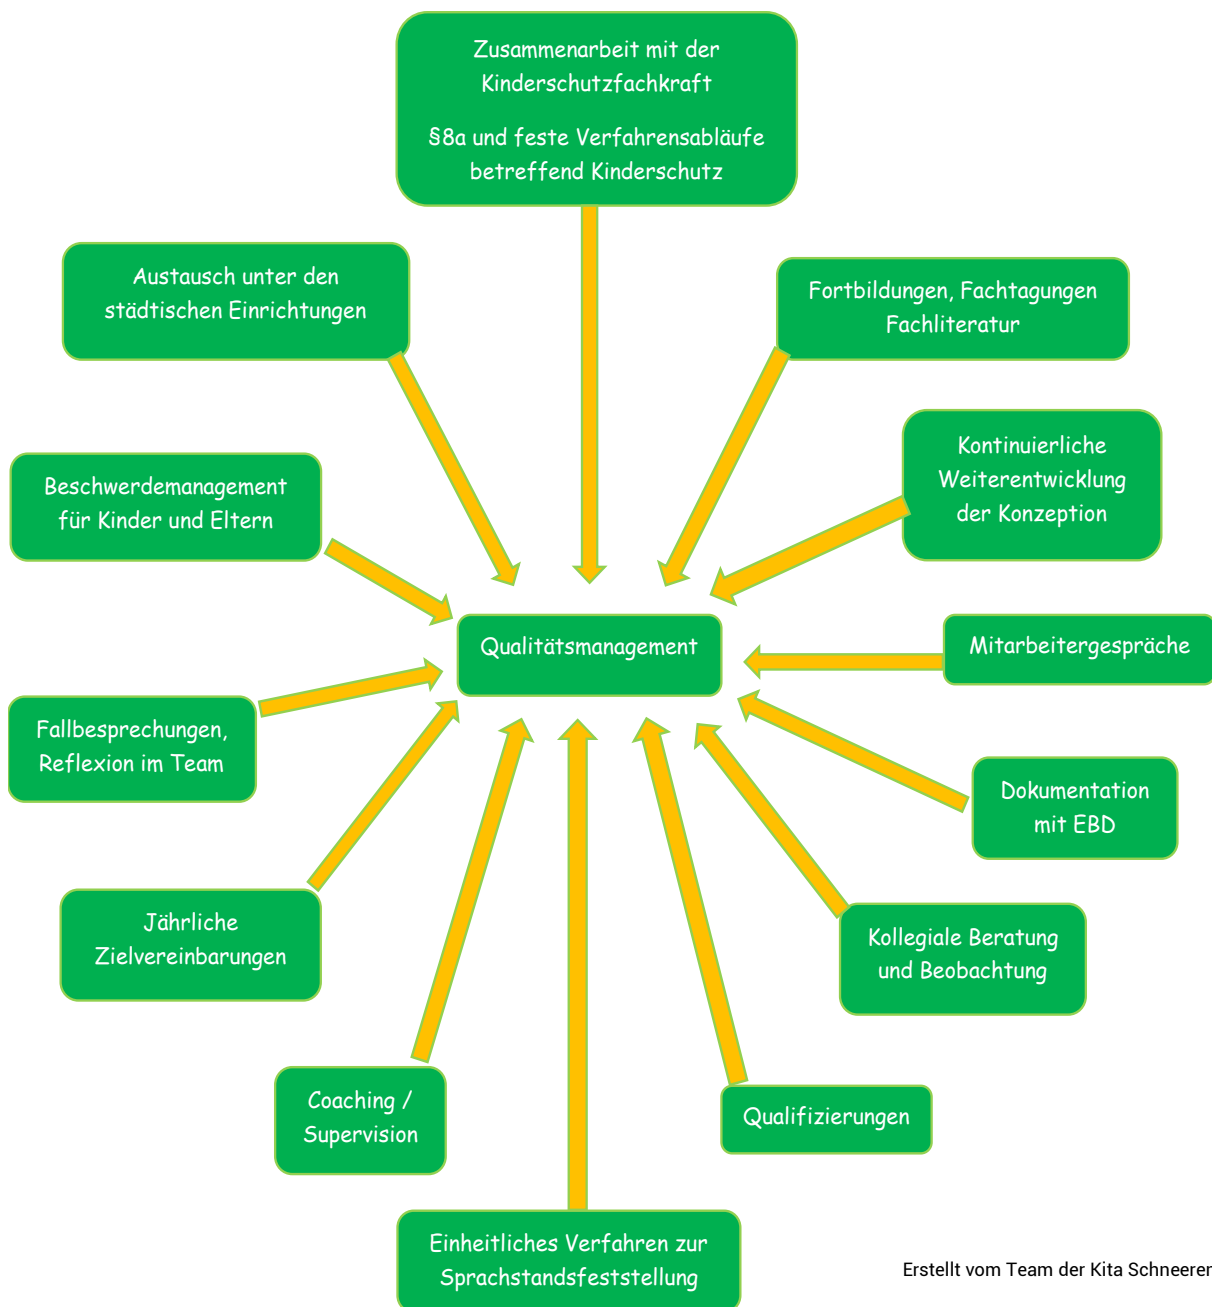 Zusammenarbeit mit der
Kinderschutzfachkraft
§8a und feste Verfahrensabläufe
betreffend Kinderschutz
Austausch unter den
städtischen Einrichtungen
Fortbildungen, Fachtagungen
Fachliteratur
Kontinuierliche
Weiterentwicklung
der Konzeption
Beschwerdemanagement
für Kinder und Eltern
Qualitätsmanagement
Mitarbeitergespräche
Fallbesprechungen,
Reflexion im Team
Dokumentation
mit EBD
Jährliche
Zielvereinbarungen
Kollegiale Beratung
und Beobachtung
Coaching /
Supervision
Qualifizierungen
Einheitliches Verfahren zur
Sprachstandsfeststellung
Erstellt vom Team der Kita Schneeren